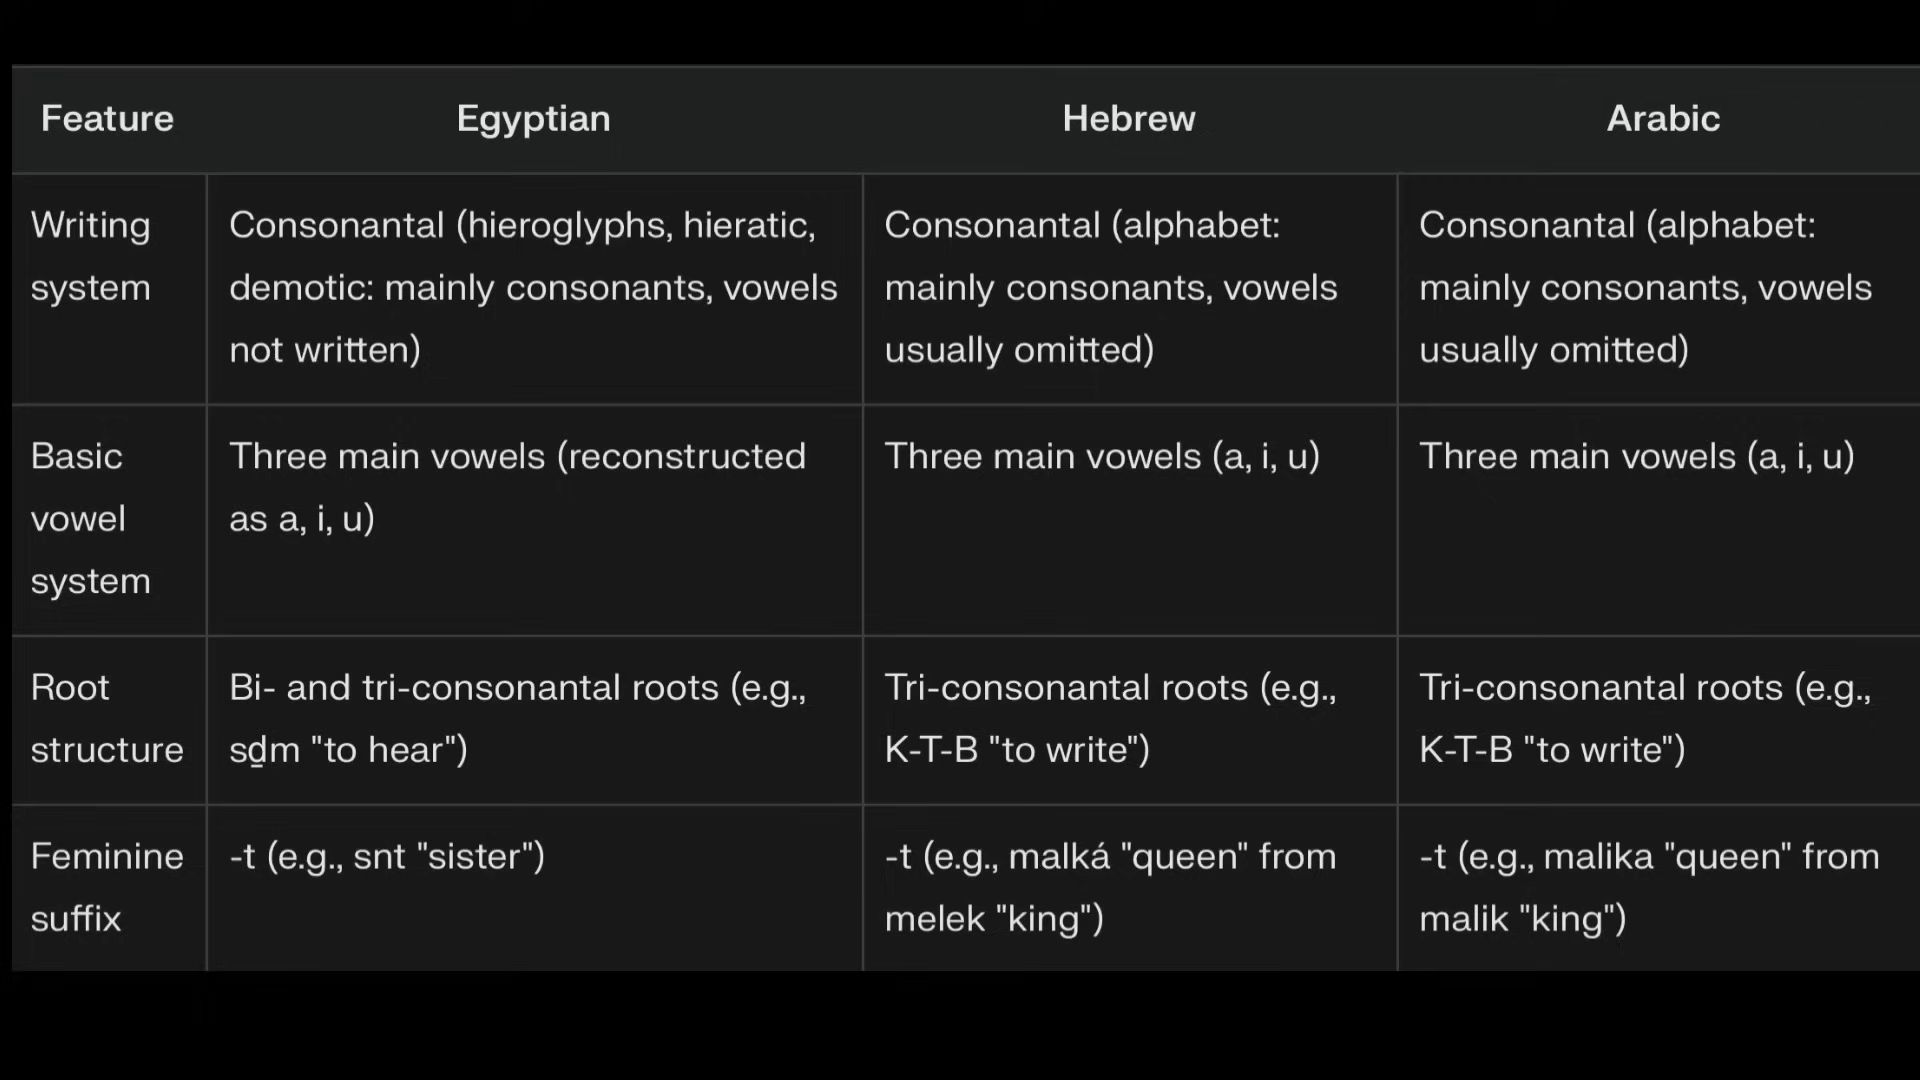 Feature Egyptian Hebrew Arabic
Writing system
Consonantal (hieroglyphs, hieratic,
demotic: mainly consonants, vowels
not written)
Consonantal (alphabet:
mainly consonants, vowels
usually omitted)
Consonantal (alphabet:
mainly consonants, vowels
usually omitted)
Basic
vowel
system
Three main vowels (reconstructed
as a, i, u)
Three main vowels (a, i, u)
Three main vowels (a, i, u)
Root
structure
Bi- and tri-consonantal roots (e.g.,
sḏm "to hear")
Tri-consonantal roots (e.g.,
K-T-B "to write")
Tri-consonantal roots (e.g.,
K-T-B "to write")
Feminine
suffix
-t (e.g., snt "sister")
-t (e.g., malká "queen" from
melek "king")
-t (e.g., malika "queen" from
malik "king")